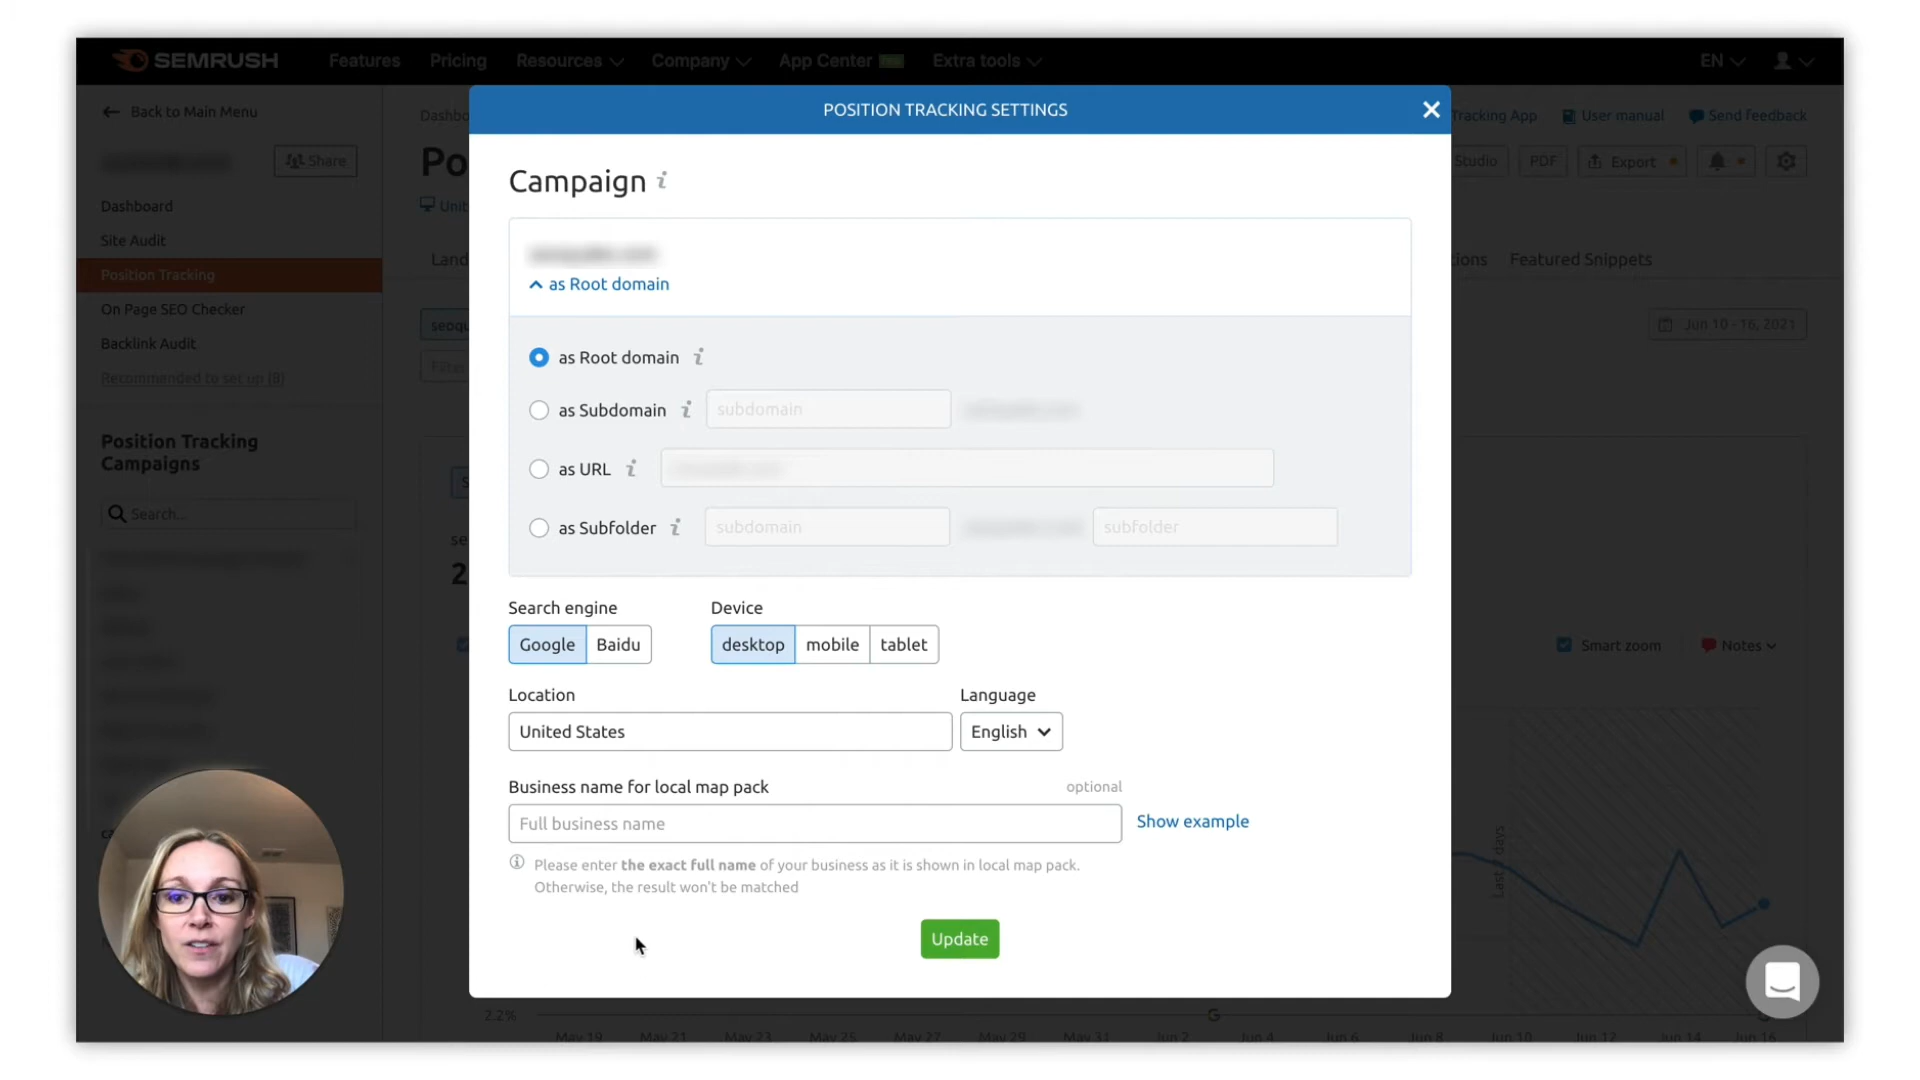 SEMRUSH
Features
Pricing
Resources
Company
App Center
Extra tools
EN
Back to Main Menu
Share
Dashboard
Site Audit
Position Tracking
On Page SEO Checker
Backlink Audit
Recommended to set up (8)
Position Tracking
Campaigns
Search...
Tracking App
User manual
Send feedback
Studio
PDF
Export
Featured Snippets
Jun 10 - 16, 2021
POSITION TRACKING SETTINGS
Campaign
as Root domain
as Root domain
as Subdomain
subdomain
as URL
as Subfolder
subdomain
subfolder
Search engine
Device
Google
Baidu
desktop
mobile
tablet
Location
Language
United States
English
Business name for local map pack
optional
Full business name
Show example
Please enter the exact full name of your business as it is shown in local map pack.
Otherwise, the result won't be matched
Update
Smart zoom
Notes
Last 7 days
2.2%
May 19 May 21 May 23 May 25 May 27 May 29 May 31 Jun 2 Jun 4 Jun 6 Jun 8 Jun 10 Jun 12 Jun 14 Jun 16